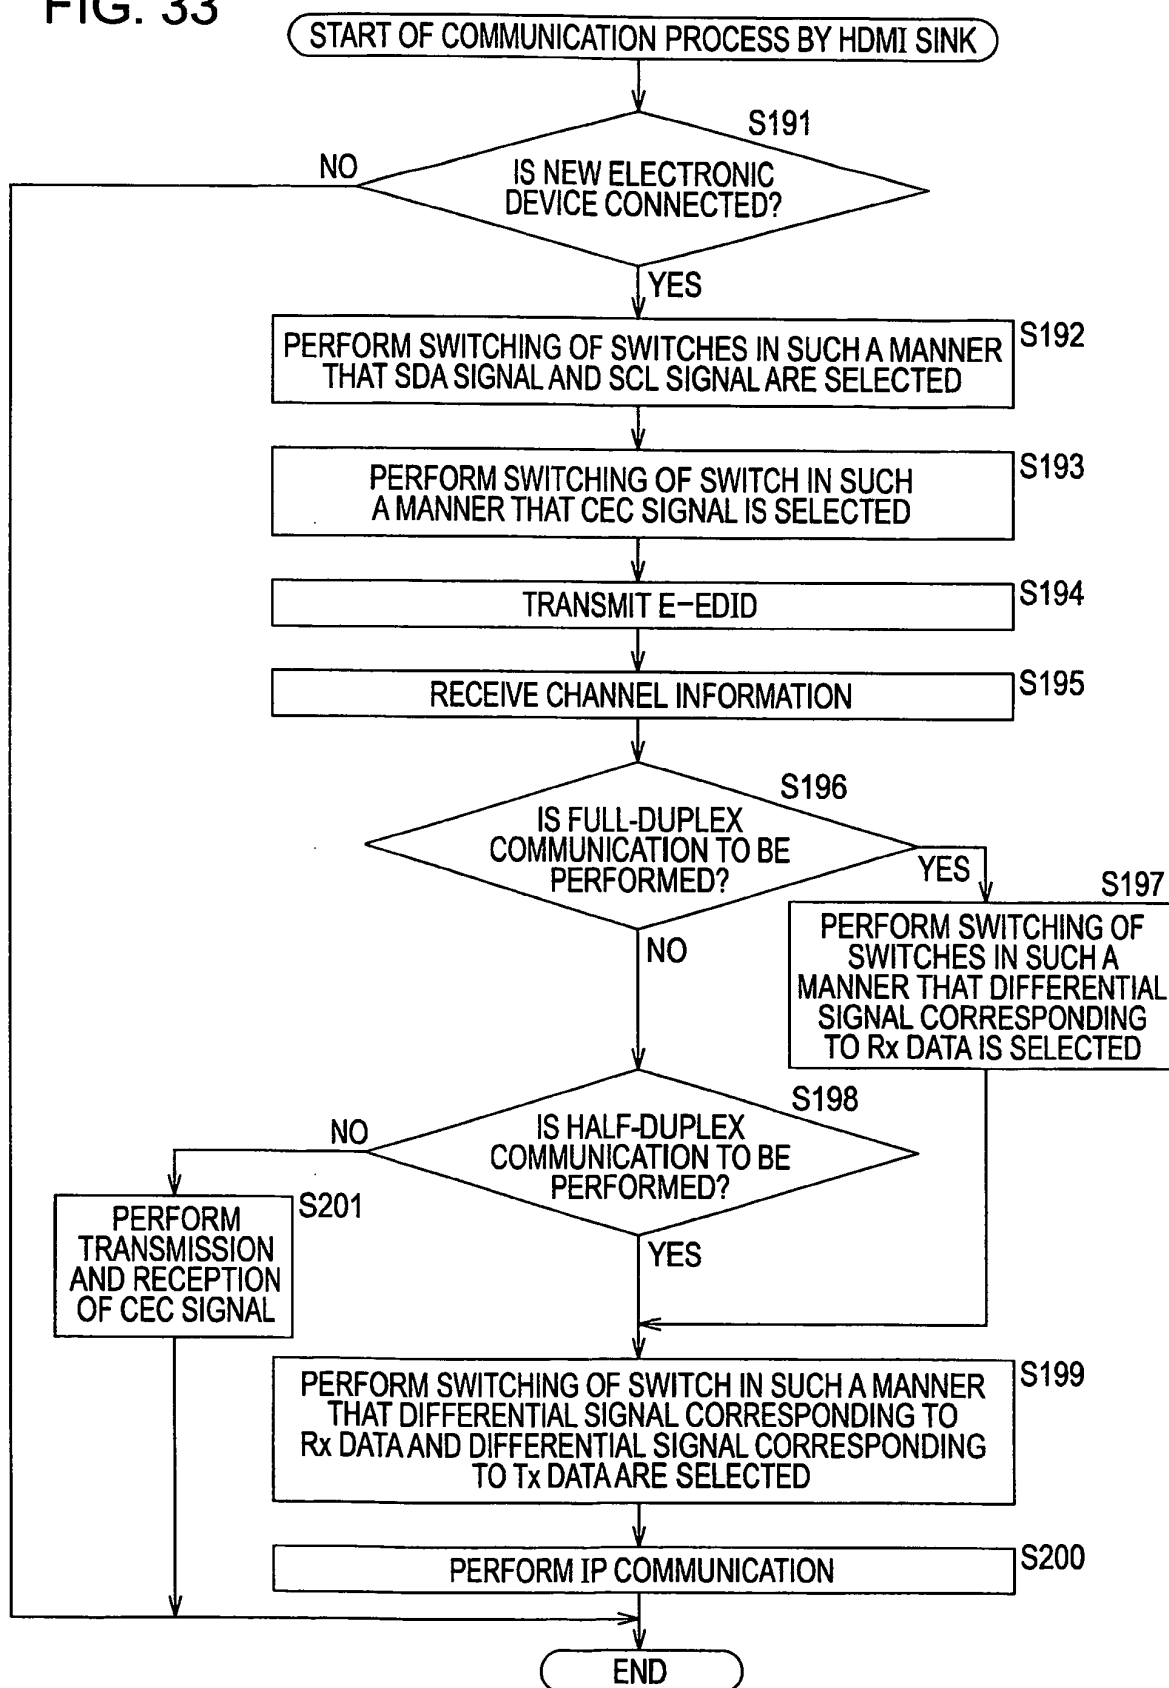 FIG. 33
START OF COMMUNICATION PROCESS BY HDMI SINK
S191
IS NEW ELECTRONIC
DEVICE CONNECTED?
NO
YES
S192
PERFORM SWITCHING OF SWITCHES IN SUCH A MANNER
THAT SDA SIGNAL AND SCL SIGNAL ARE SELECTED
S193
PERFORM SWITCHING OF SWITCH IN SUCH
A MANNER THAT CEC SIGNAL IS SELECTED
S194
TRANSMIT E-EDID
S195
RECEIVE CHANNEL INFORMATION
S196
IS FULL-DUPLEX
COMMUNICATION TO BE
PERFORMED?
YES
NO
S197
PERFORM SWITCHING OF
SWITCHES IN SUCH A
MANNER THAT DIFFERENTIAL
SIGNAL CORRESPONDING
TO Rx DATA IS SELECTED
S198
IS HALF-DUPLEX
COMMUNICATION TO BE
PERFORMED?
NO
YES
S201
PERFORM
TRANSMISSION
AND RECEPTION
OF CEC SIGNAL
S199
PERFORM SWITCHING OF SWITCH IN SUCH A MANNER
THAT DIFFERENTIAL SIGNAL CORRESPONDING TO
Rx DATA AND DIFFERENTIAL SIGNAL CORRESPONDING
TO Tx DATA ARE SELECTED
S200
PERFORM IP COMMUNICATION
END